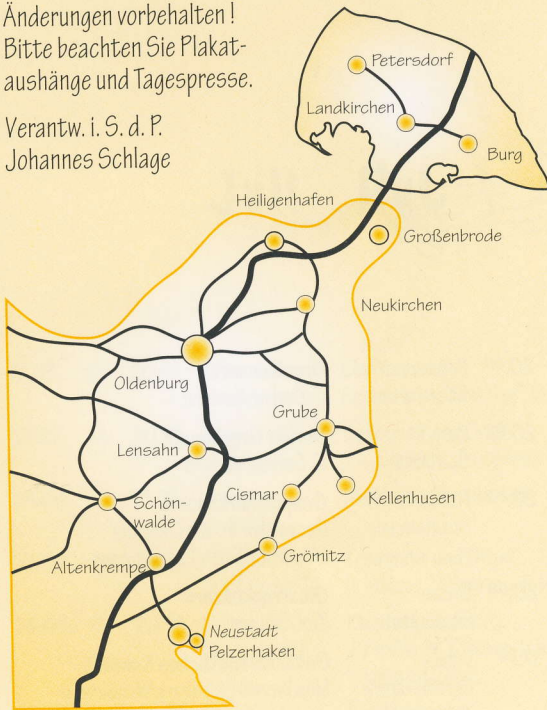 Änderungen vorbehalten !
Bitte beachten Sie Plakat-
aushänge und Tagespresse.
Verantw. i. S. d. P.
Johannes Schlage
Petersdorf
Landkirchen
Burg
Heiligenhafen
Großenbrode
Neukirchen
Oldenburg
Grube
Lensahn
Cismar
Kellenhusen
Schön-
walde
Altenkrempe
Grömitz
Neustadt
Pelzerhaken